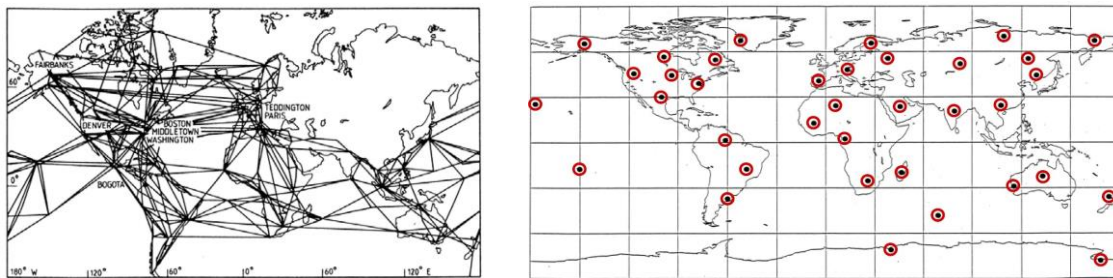 FAIRBANKS
60°
TEDDINGTON
PARIS
DENVER
BOSTON
MIDDLETOWN
WASHINGTON
0°
BOGOTA
180° W
120°
60°
0°
60°
120° E